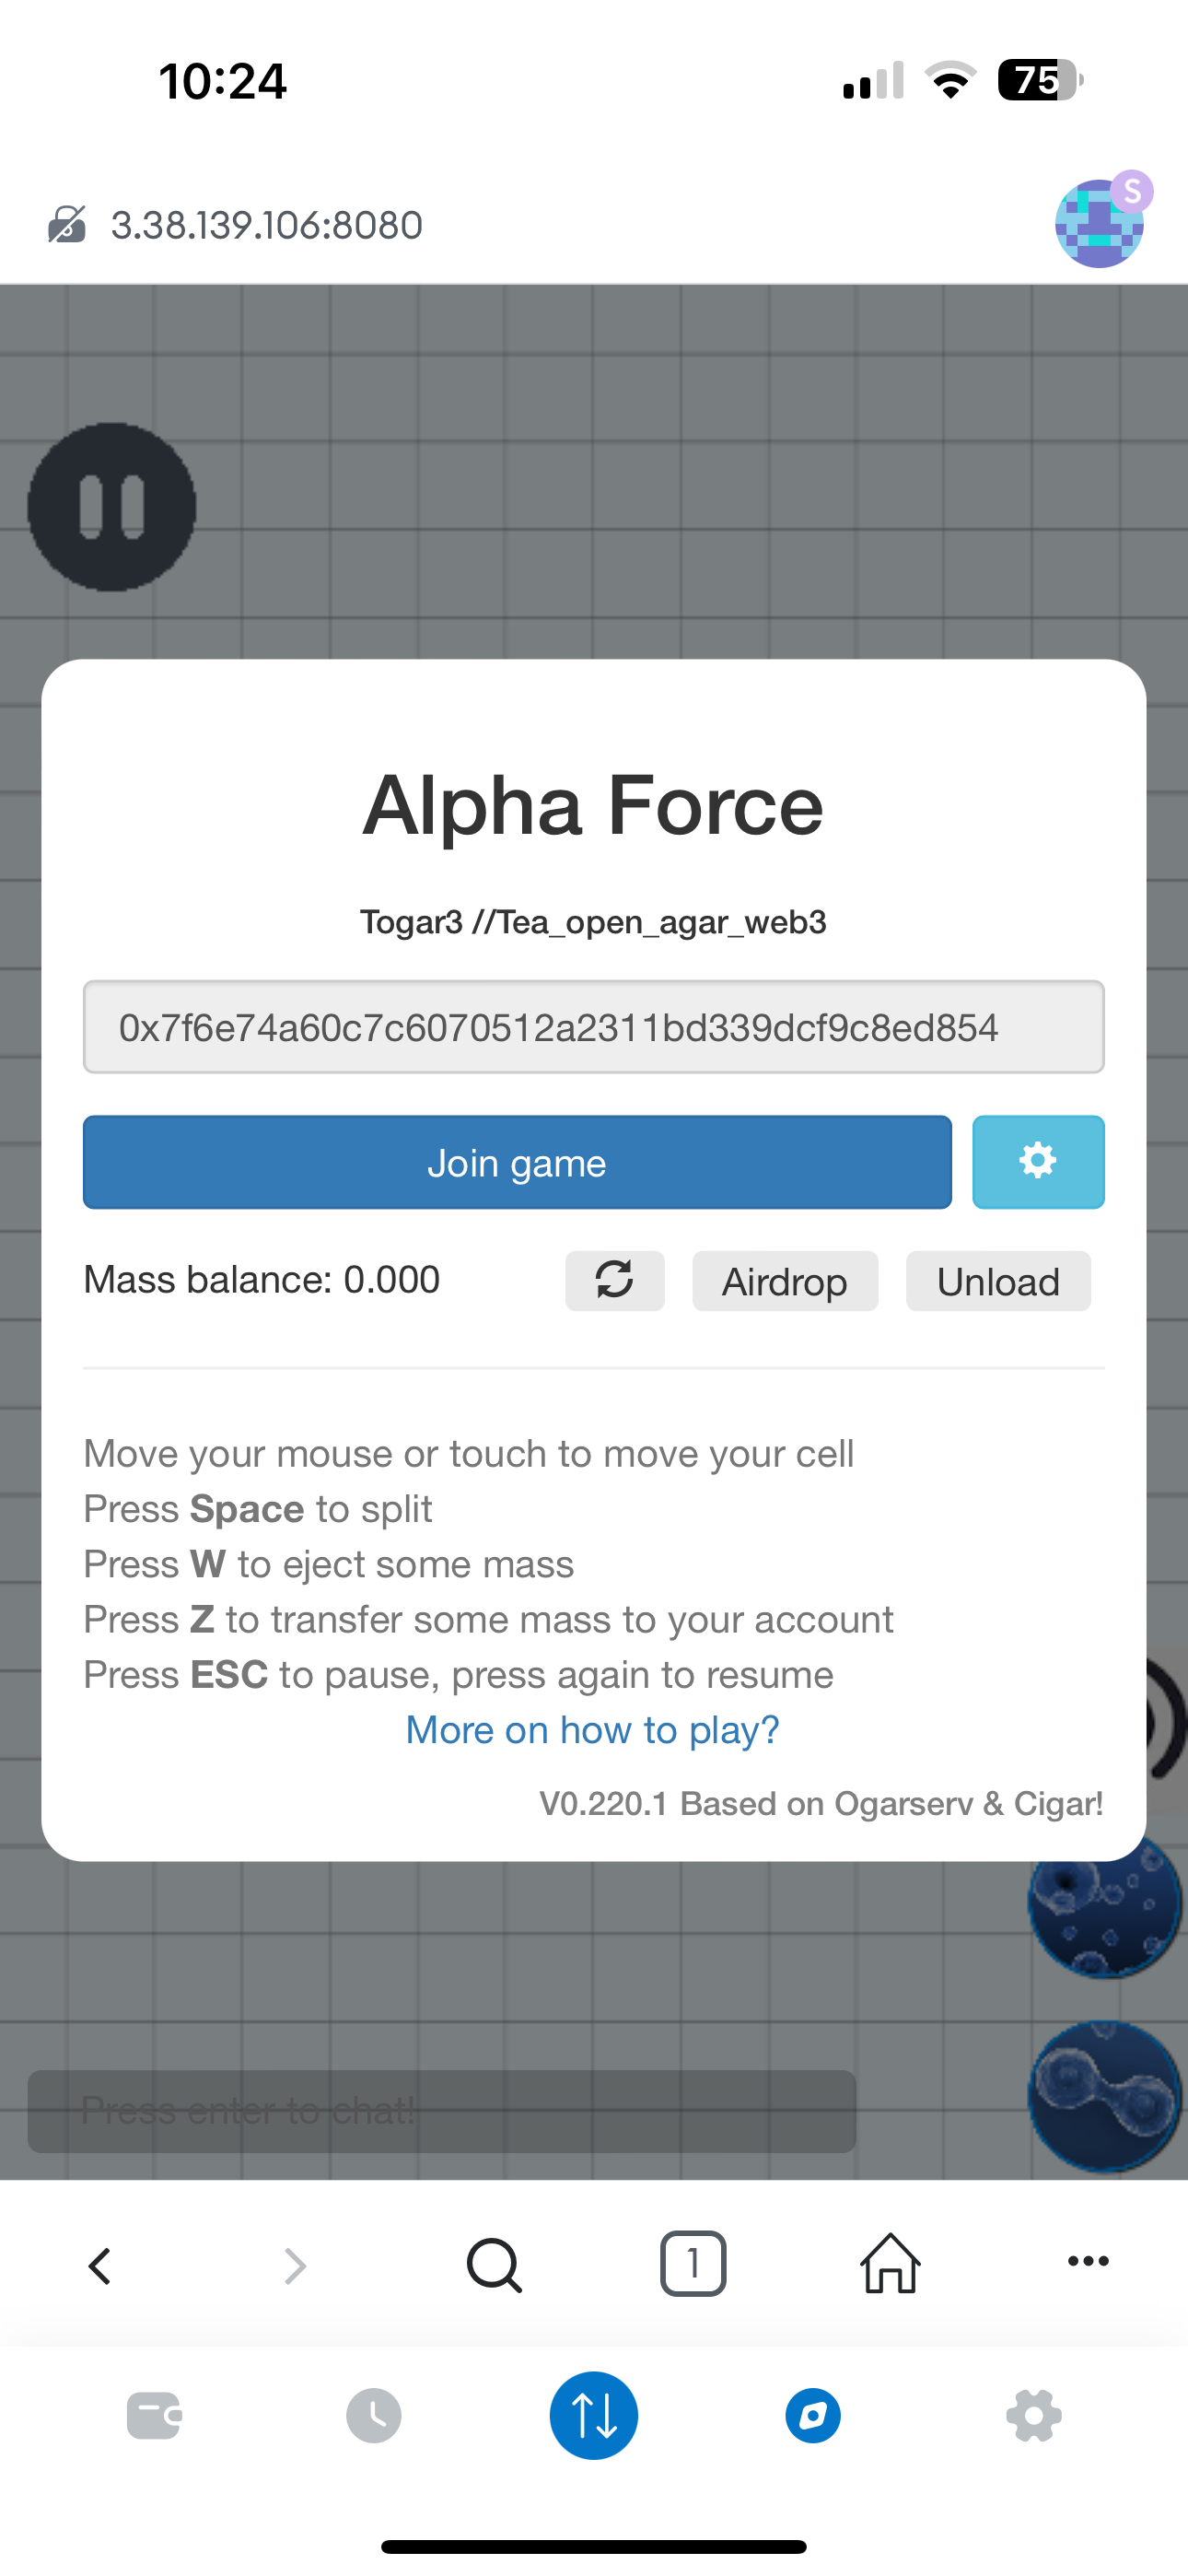 10:24
75
3.38.139.106:8080
S
Alpha Force
Togar3 //Tea_open_agar_web3
0x7f6e74a60c7c6070512a2311bd339dcf9c8ed854
Join game
Mass balance: 0.000
Airdrop
Unload
Move your mouse or touch to move your cell
Press Space to split
Press W to eject some mass
Press Z to transfer some mass to your account
Press ESC to pause, press again to resume
More on how to play?
V0.220.1 Based on Ogarserv & Cigar!
Press enter to chat!
1